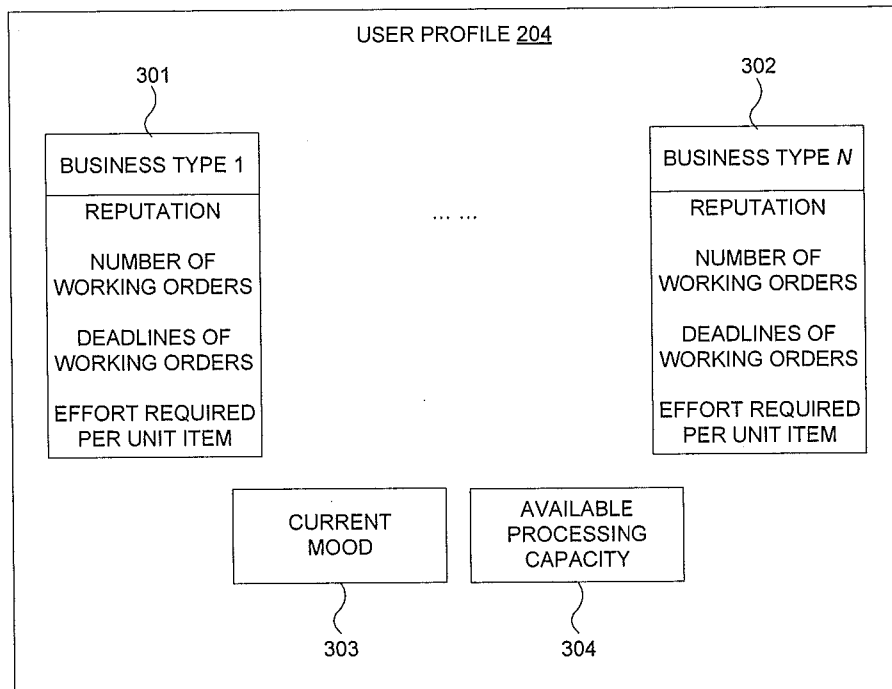 USER PROFILE 204
301
302
BUSINESS TYPE 1
REPUTATION
NUMBER OF
WORKING ORDERS
DEADLINES OF
WORKING ORDERS
EFFORT REQUIRED
PER UNIT ITEM
... ...
BUSINESS TYPE N
REPUTATION
NUMBER OF
WORKING ORDERS
DEADLINES OF
WORKING ORDERS
EFFORT REQUIRED
PER UNIT ITEM
CURRENT
MOOD
AVAILABLE
PROCESSING
CAPACITY
303
304